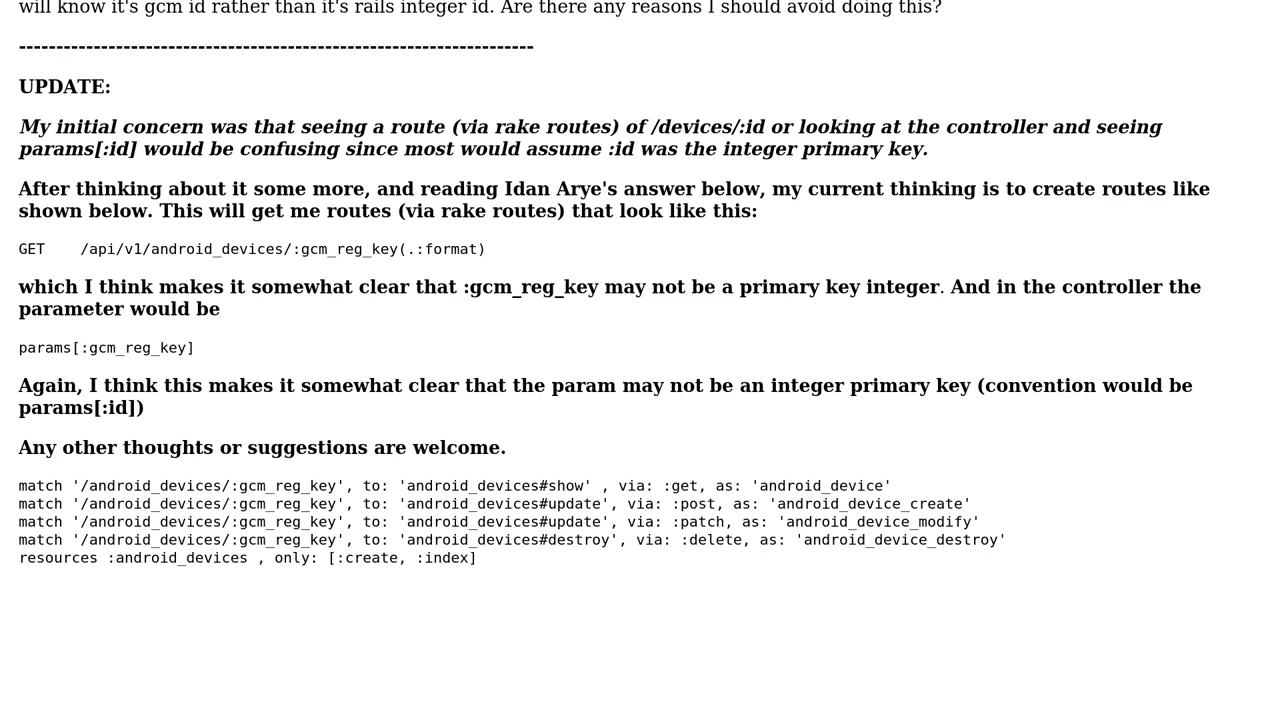 will know it's gcm id rather than it's rails integer id. Are there any reasons I should avoid doing this?
---------------------------------------------------------------------
UPDATE:
My initial concern was that seeing a route (via rake routes) of /devices/:id or looking at the controller and seeing
params[:id] would be confusing since most would assume :id was the integer primary key.
After thinking about it some more, and reading Idan Arye's answer below, my current thinking is to create routes like
shown below. This will get me routes (via rake routes) that look like this:
GET    /api/v1/android_devices/:gcm_reg_key(.:format)
which I think makes it somewhat clear that :gcm_reg_key may not be a primary key integer. And in the controller the
parameter would be
params[:gcm_reg_key]
Again, I think this makes it somewhat clear that the param may not be an integer primary key (convention would be
params[:id])
Any other thoughts or suggestions are welcome.
match '/android_devices/:gcm_reg_key', to: 'android_devices#show' , via: :get, as: 'android_device'
match '/android_devices/:gcm_reg_key', to: 'android_devices#update', via: :post, as: 'android_device_create'
match '/android_devices/:gcm_reg_key', to: 'android_devices#update', via: :patch, as: 'android_device_modify'
match '/android_devices/:gcm_reg_key', to: 'android_devices#destroy', via: :delete, as: 'android_device_destroy'
resources :android_devices , only: [:create, :index]